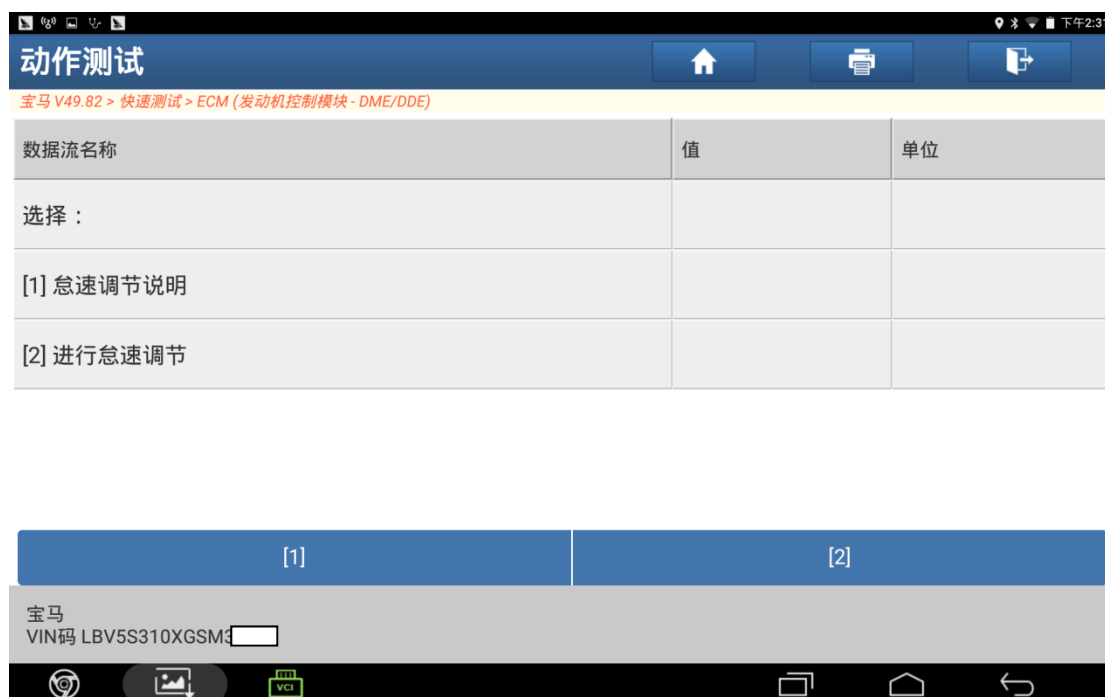 下午2:31
动作测试
宝马 V49.82 > 快速测试 > ECM (发动机控制模块 - DME/DDE)
数据流名称 值 单位
选择：
[1] 怠速调节说明
[2] 进行怠速调节
[1] [2]
宝马
VIN码 LBV5S310XGSM3
VCI